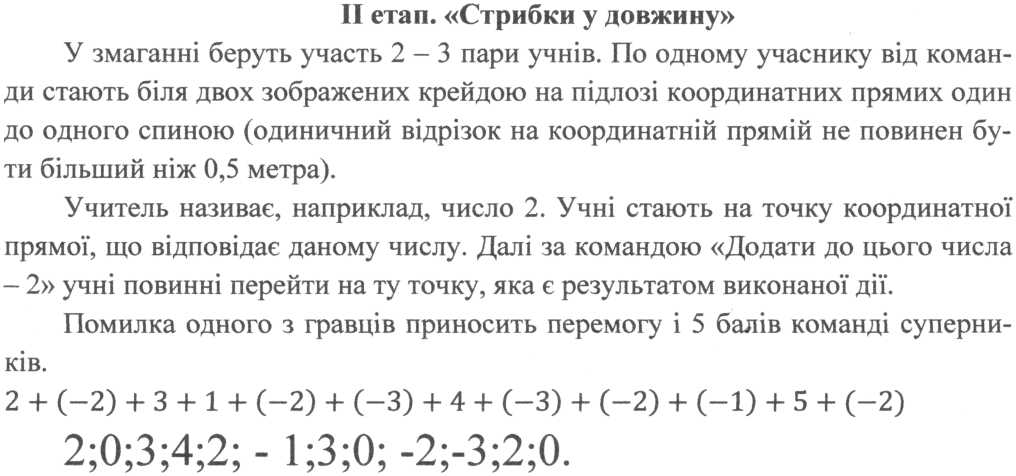 II етап. «Стрибки у довжину»
У змаганні беруть участь 2 – 3 пари учнів. По одному учаснику від коман-
ди стають біля двох зображених крейдою на підлозі координатних прямих один
до одного спиною (одиничний відрізок на координатній прямій не повинен бу-
ти більший ніж 0,5 метра).
Учитель називає, наприклад, число 2. Учні стають на точку координатної
прямої, що відповідає даному числу. Далі за командою «Додати до цього числа
– 2» учні повинні перейти на ту точку, яка є результатом виконаної дії.
Помилка одного з гравців приносить перемогу і 5 балів команді суперни-
ків.
2 + (−2) + 3 + 1 + (−2) + (−3) + 4 + (−3) + (−2) + (−1) + 5 + (−2)
2;0;3;4;2; - 1;3;0; -2;-3;2;0.